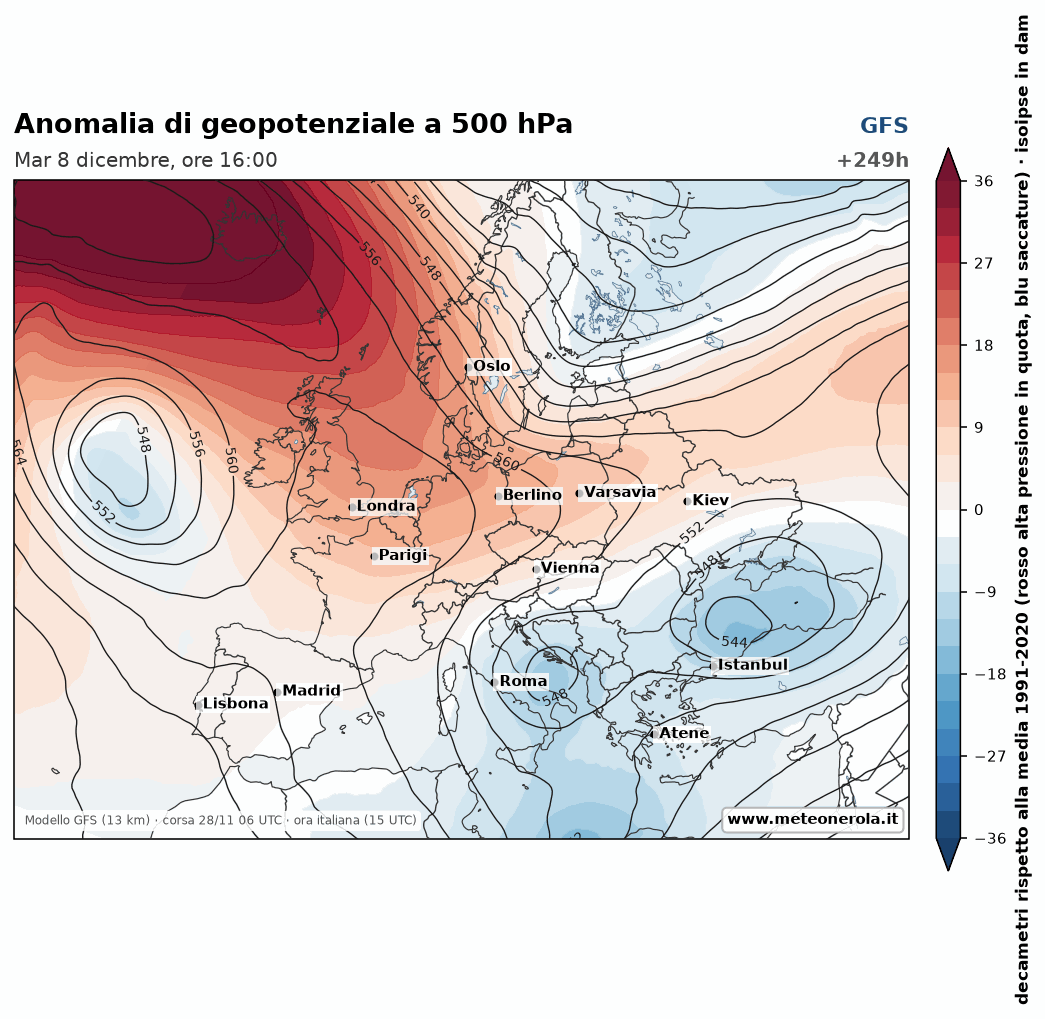 Anomalia di geopotenziale a 500 hPa
GFS
Mar 8 dicembre, ore 16:00
+249h
540
556
548
Oslo
564
548
556
560
552
560
Berlino
Varsavia
Kiev
Londra
Parigi
Vienna
552
548
544
Istanbul
Roma
548
Madrid
Lisbona
Atene
Modello GFS (13 km) · corsa 28/11 06 UTC · ora italiana (15 UTC)
www.meteonerola.it
36
27
18
9
0
−9
−18
−27
−36
decametri rispetto alla media 1991-2020 (rosso alta pressione in quota, blu saccature) · isoipse in dam